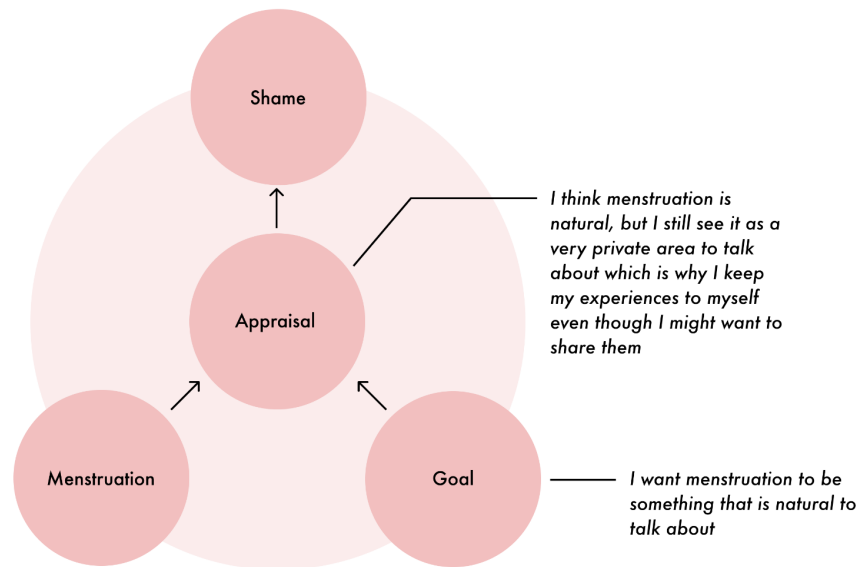 Shame
I think menstruation is
natural, but I still see it as a
very private area to talk
about which is why I keep
my experiences to myself
even though I might want to
share them
Appraisal
Menstruation
Goal
I want menstruation to be
something that is natural to
talk about